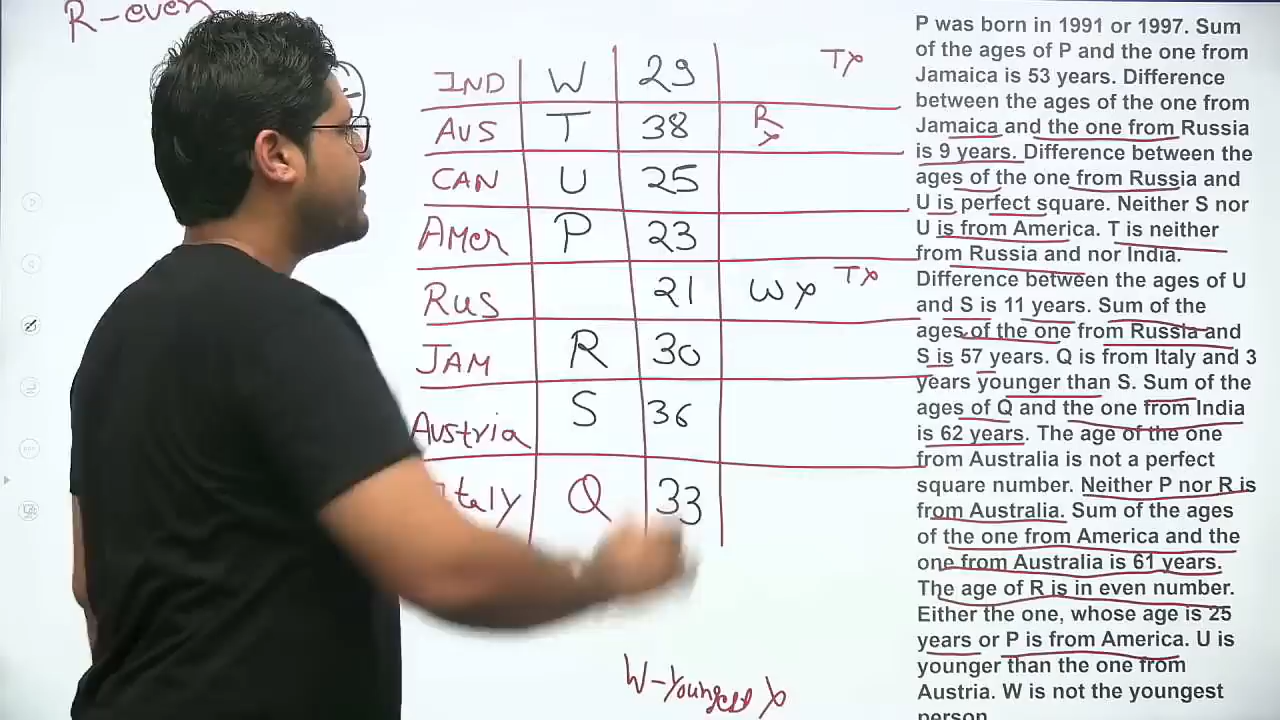 R-even
IND W 29 Tx
AUS T 38 R x
CAN U 25
Amer P 23
RUS 21 W x Tx
JAM R 30
Austria S 36
Italy Q 33
W-youngest x
P was born in 1991 or 1997. Sum
of the ages of P and the one from
Jamaica is 53 years. Difference
between the ages of the one from
Jamaica and the one from Russia
is 9 years. Difference between the
ages of the one from Russia and
U is perfect square. Neither S nor
U is from America. T is neither
from Russia and nor India.
Difference between the ages of U
and S is 11 years. Sum of the
ages of the one from Russia and
S is 57 years. Q is from Italy and 3
years younger than S. Sum of the
ages of Q and the one from India
is 62 years. The age of the one
from Australia is not a perfect
square number. Neither P nor R is
from Australia. Sum of the ages
of the one from America and the
one from Australia is 61 years.
The age of R is in even number.
Either the one, whose age is 25
years or P is from America. U is
younger than the one from
Austria. W is not the youngest
person.